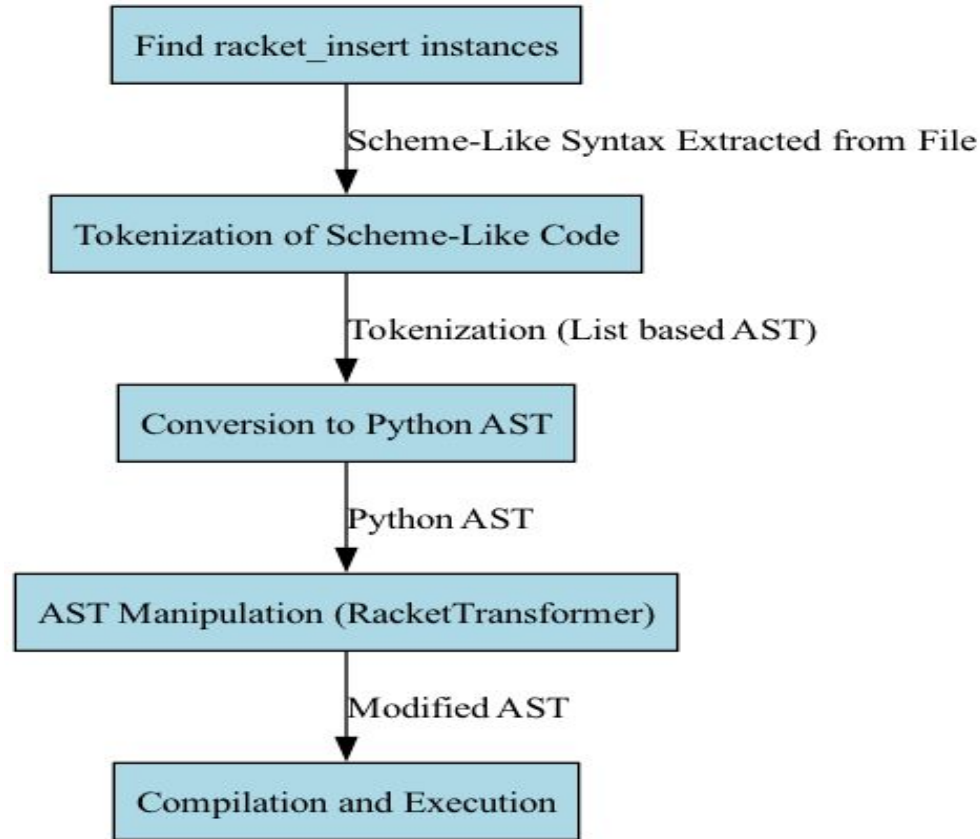 Find racket_insert instances
Scheme-Like Syntax Extracted from File
Tokenization of Scheme-Like Code
Tokenization (List based AST)
Conversion to Python AST
Python AST
AST Manipulation (RacketTransformer)
Modified AST
Compilation and Execution